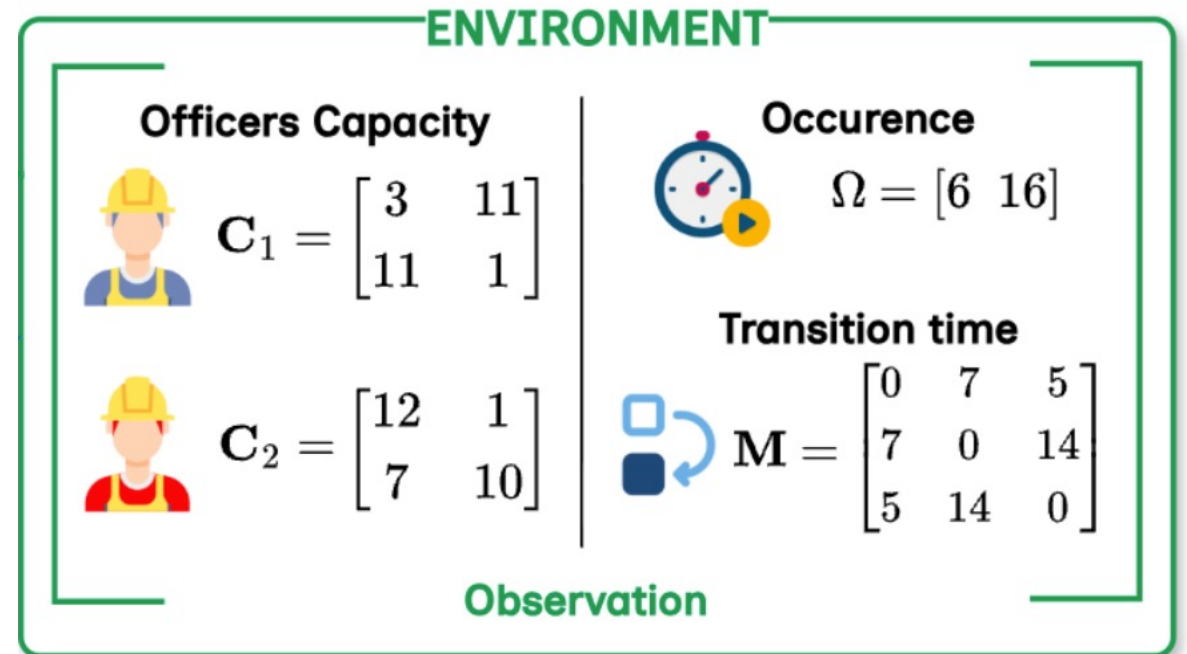 ENVIRONMENT
Officers Capacity
C₁ = [3 11
11 1]
C₂ = [12 1
7 10]
Occurence
Ω = [6 16]
Transition time
M = [0 7 5
7 0 14
5 14 0]
Observation